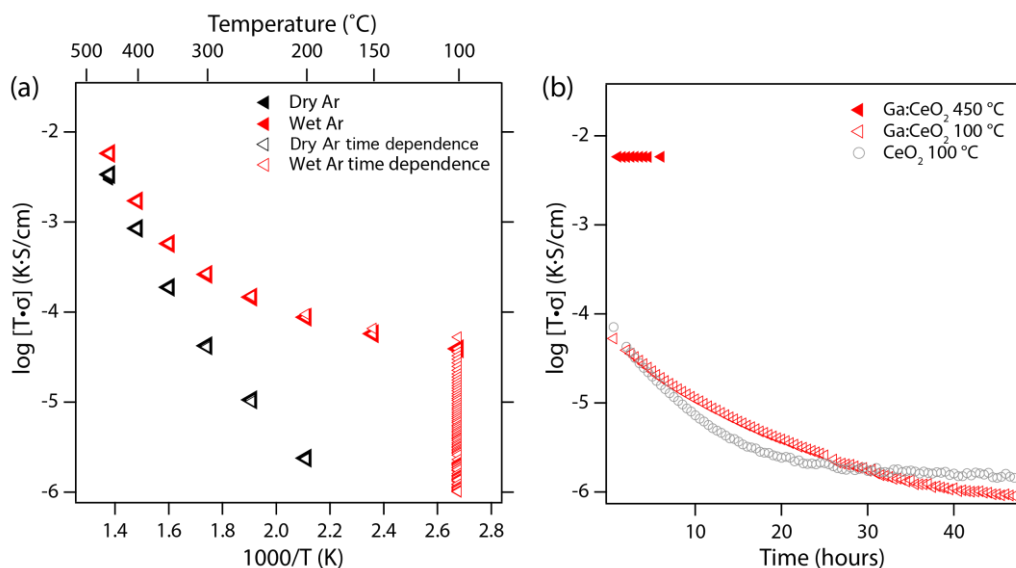 Temperature (˚C)
500 400 300 200 150 100
(a)
Dry Ar
Wet Ar
Dry Ar time dependence
Wet Ar time dependence
log [T•σ] (K·S/cm)
-2
-3
-4
-5
-6
1.4 1.6 1.8 2.0 2.2 2.4 2.6 2.8
1000/T (K)
(b)
Ga:CeO₂ 450 °C
Ga:CeO₂ 100 °C
CeO₂ 100 °C
log [T•σ] (K·S/cm)
-2
-4
-5
-6
10 20 30 40
Time (hours)